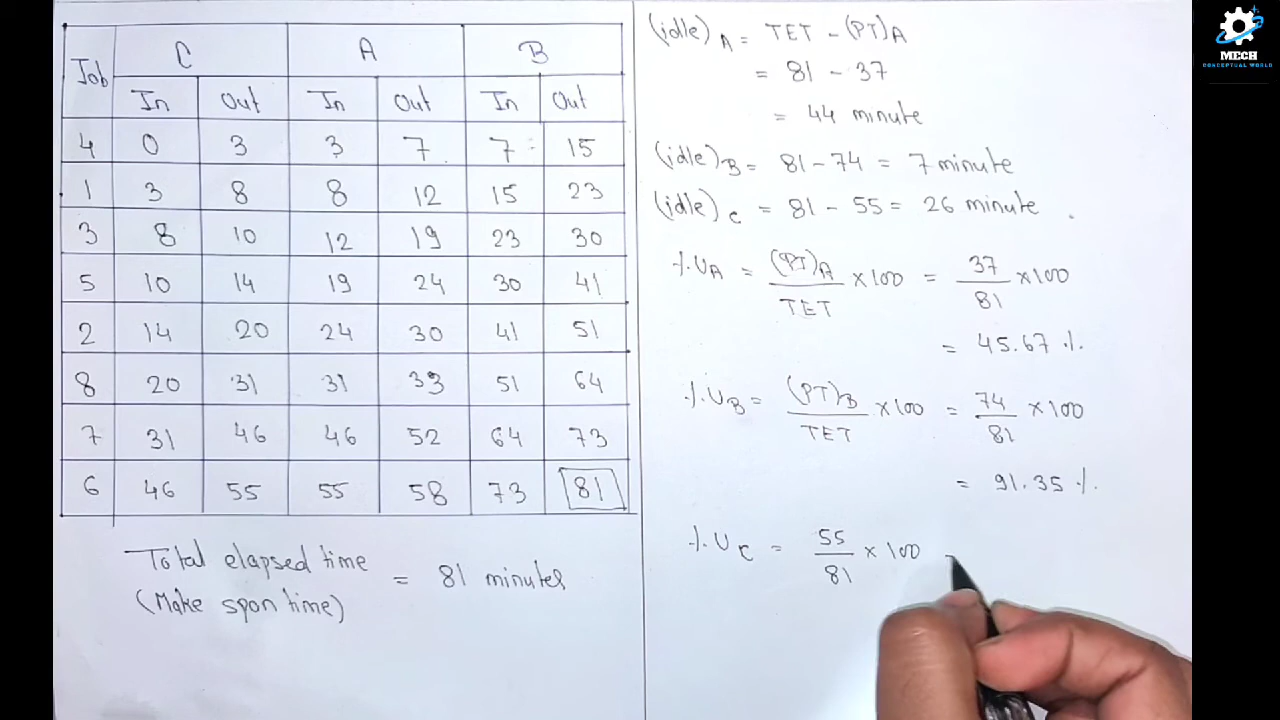 Job C A B
In Out In Out In Out
4 0 3 3 7 7 15
1 3 8 8 12 15 23
3 8 10 12 19 23 30
5 10 14 19 24 30 41
2 14 20 24 30 41 51
8 20 31 31 33 51 64
7 31 46 46 52 64 73
6 46 55 55 58 73 81
Total elapsed time
(Make spon time) = 81 minutes
(idle)A = TET - (PT)A
= 81 - 37
= 44 minute
(idle)B = 81 - 74 = 7 minute
(idle)C = 81 - 55 = 26 minute
%UA = (PT)A / TET × 100 = 37 / 81 × 100
= 45.67 %
%UB = (PT)B / TET × 100 = 74 / 81 × 100
= 91.35 %
%UC = 55 / 81 × 100
MECH
CONCEPTUAL WORLD